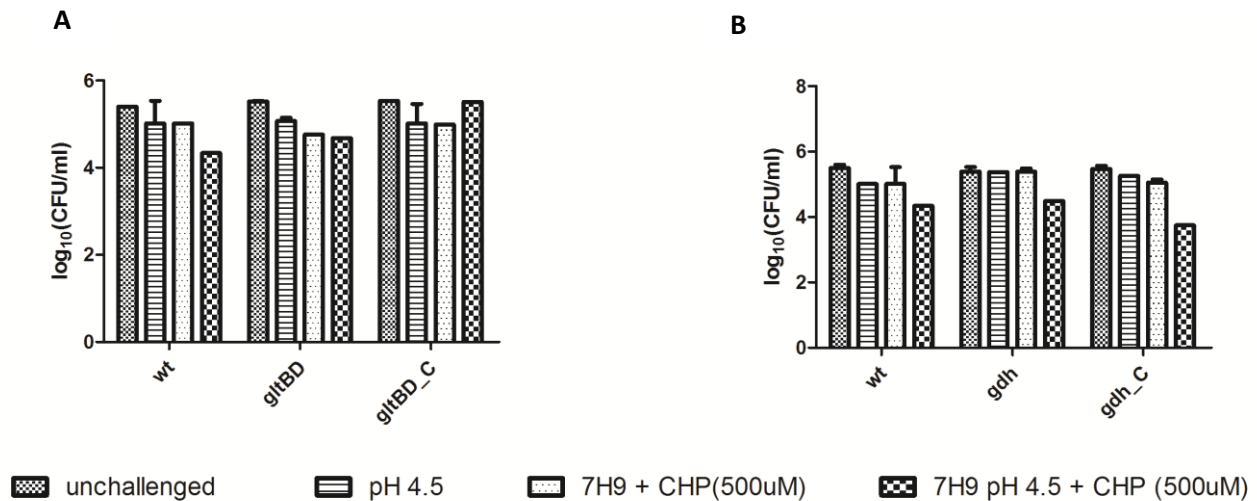 A
log10(CFU/ml)
6
4
2
0
wt
gltBD
gltBD_C
B
log10(CFU/ml)
8
6
4
2
0
wt
gdh
gdh_C
unchallenged
pH 4.5
7H9 + CHP(500uM)
7H9 pH 4.5 + CHP (500uM)